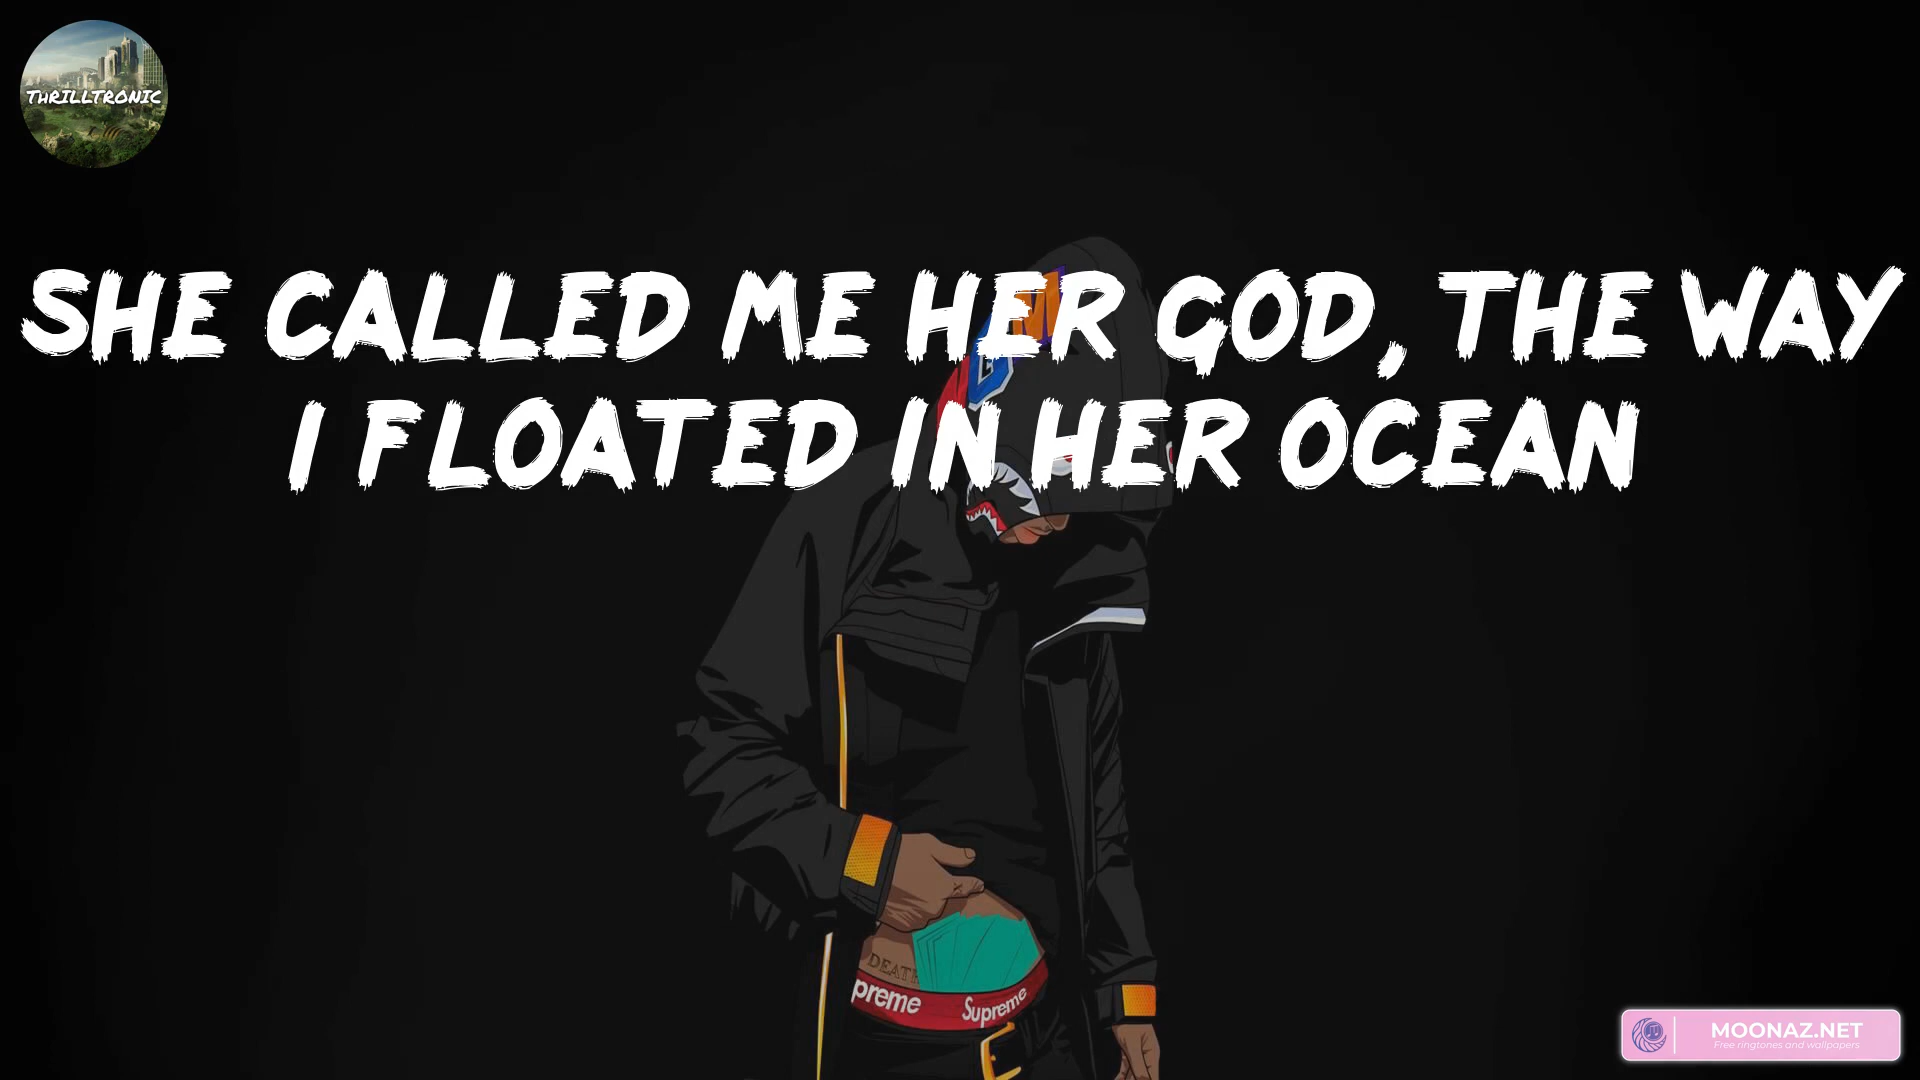 THRILLTRONIC
SHE CALLED ME HER GOD, THE WAY
I FLOATED IN HER OCEAN
DEAT
preme Supreme
MOONAZ.NET
Free ringtones and wallpapers